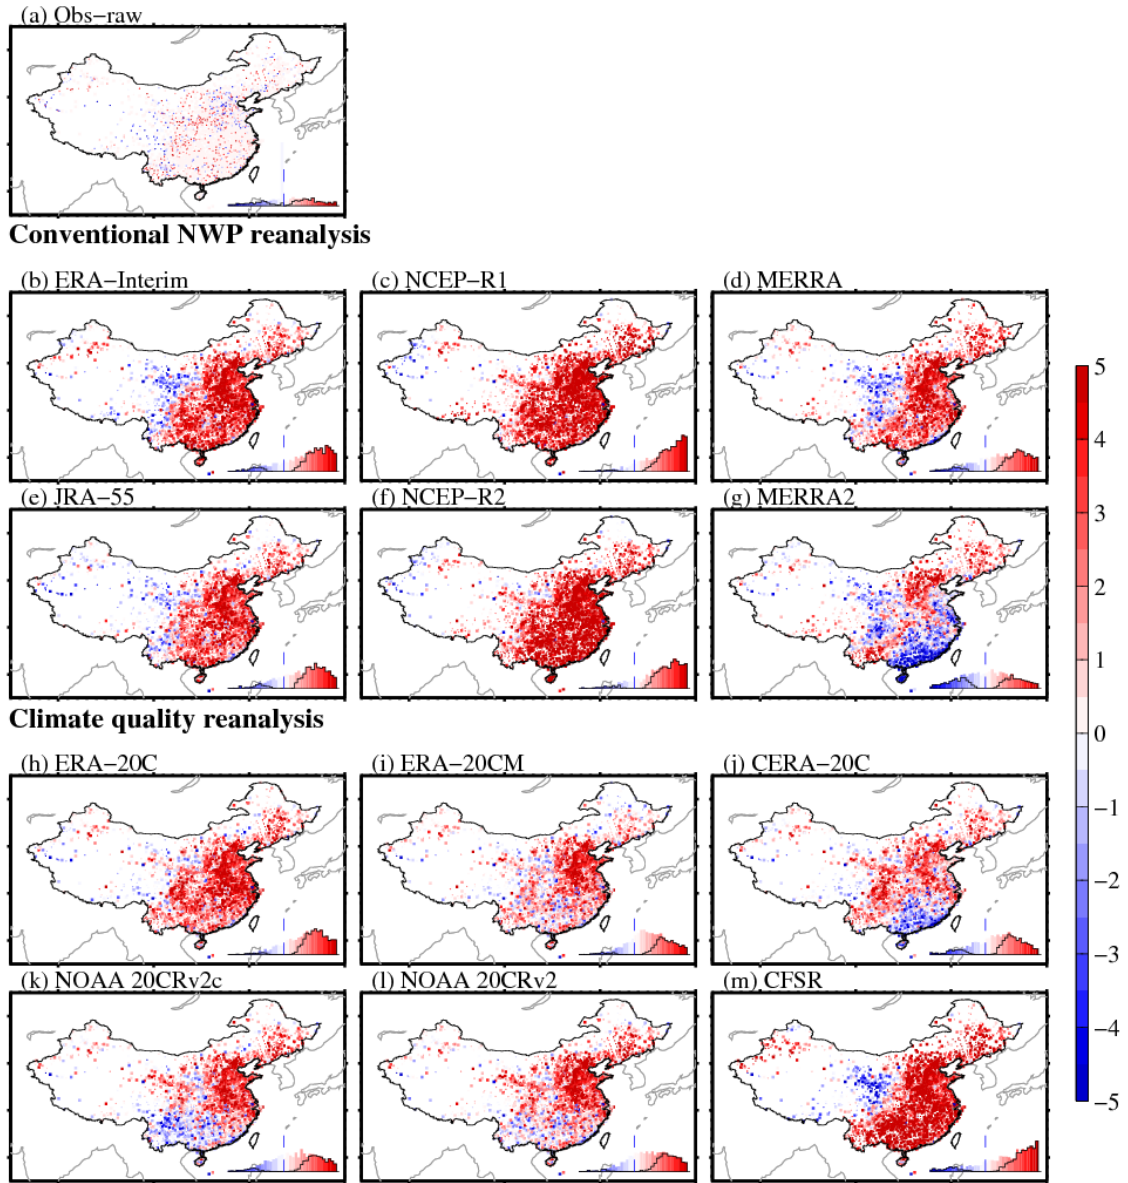 (a) Obs−raw
Conventional NWP reanalysis
(b) ERA−Interim
(c) NCEP−R1
(d) MERRA
(e) JRA−55
(f) NCEP−R2
(g) MERRA2
Climate quality reanalysis
(h) ERA−20C
(i) ERA−20CM
(j) CERA−20C
(k) NOAA 20CRv2c
(l) NOAA 20CRv2
(m) CFSR
5
4
3
2
1
0
−1
−2
−3
−4
−5